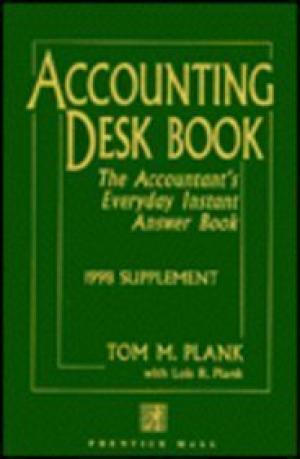 ACCOUNTING
DESK BOOK
The Accountant's
Everyday Instant
Answer Book
1998 SUPPLEMENT
TOM M. PLANK
with Lois R. Plank
PRENTICE HALL